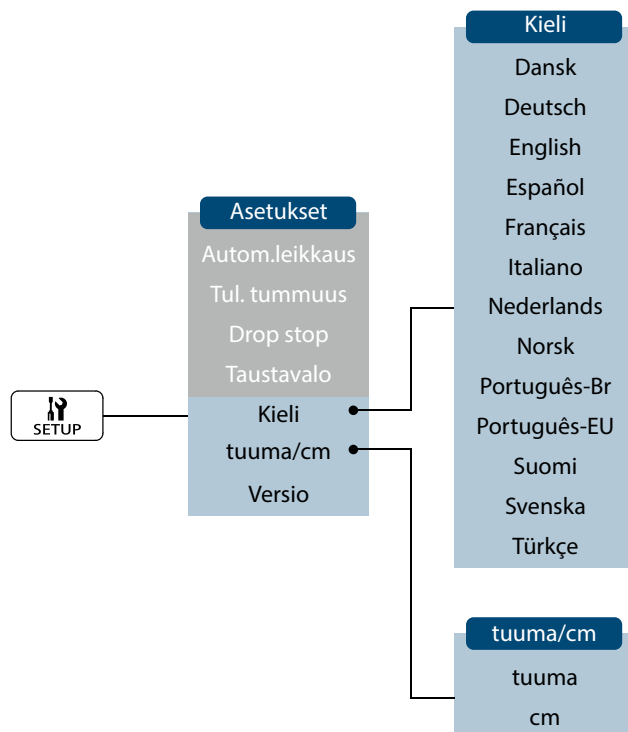 SETUP
Asetukset
Autom.leikkaus
Tul. tummuus
Drop stop
Taustavalo
Kieli
tuuma/cm
Versio
Kieli
Dansk
Deutsch
English
Español
Français
Italiano
Nederlands
Norsk
Português-Br
Português-EU
Suomi
Svenska
Türkçe
tuuma/cm
tuuma
cm